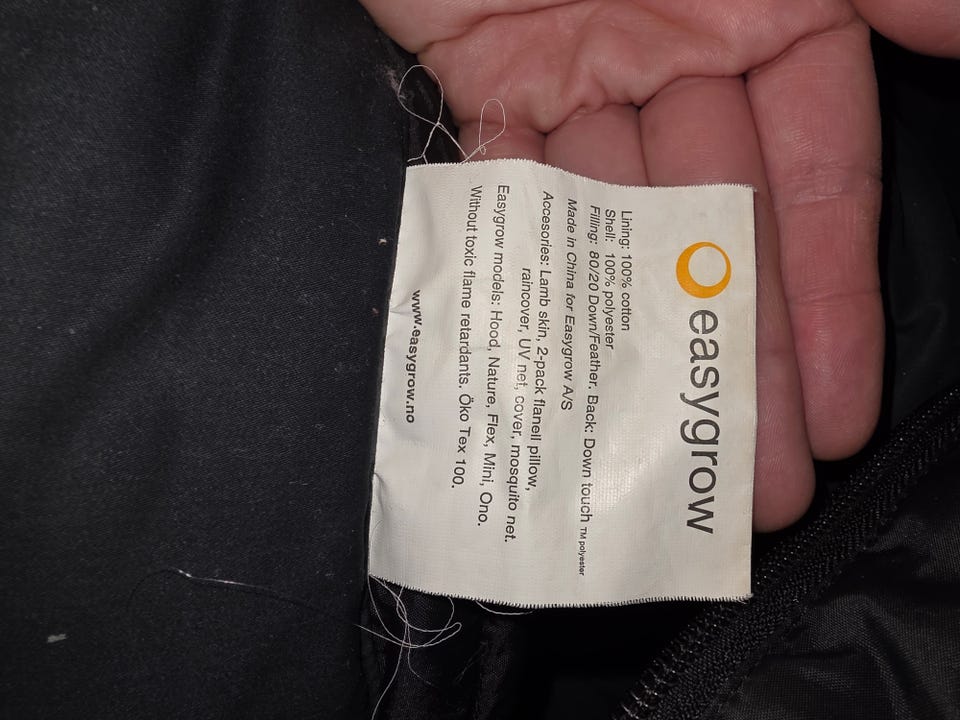 easygrow
Lining: 100% cotton
Shell: 100% polyester
Filling: 80/20 Down/Feather. Back: Down touch TM polyester
Made in China for Easygrow A/S
Accesories: Lamb skin, 2-pack flanell pillow,
raincover, UV net, cover, mosquito net.
Easygrow models: Hood, Nature, Flex, Mini, Ono.
Without toxic flame retardants. Öko Tex 100.
www.easygrow.no